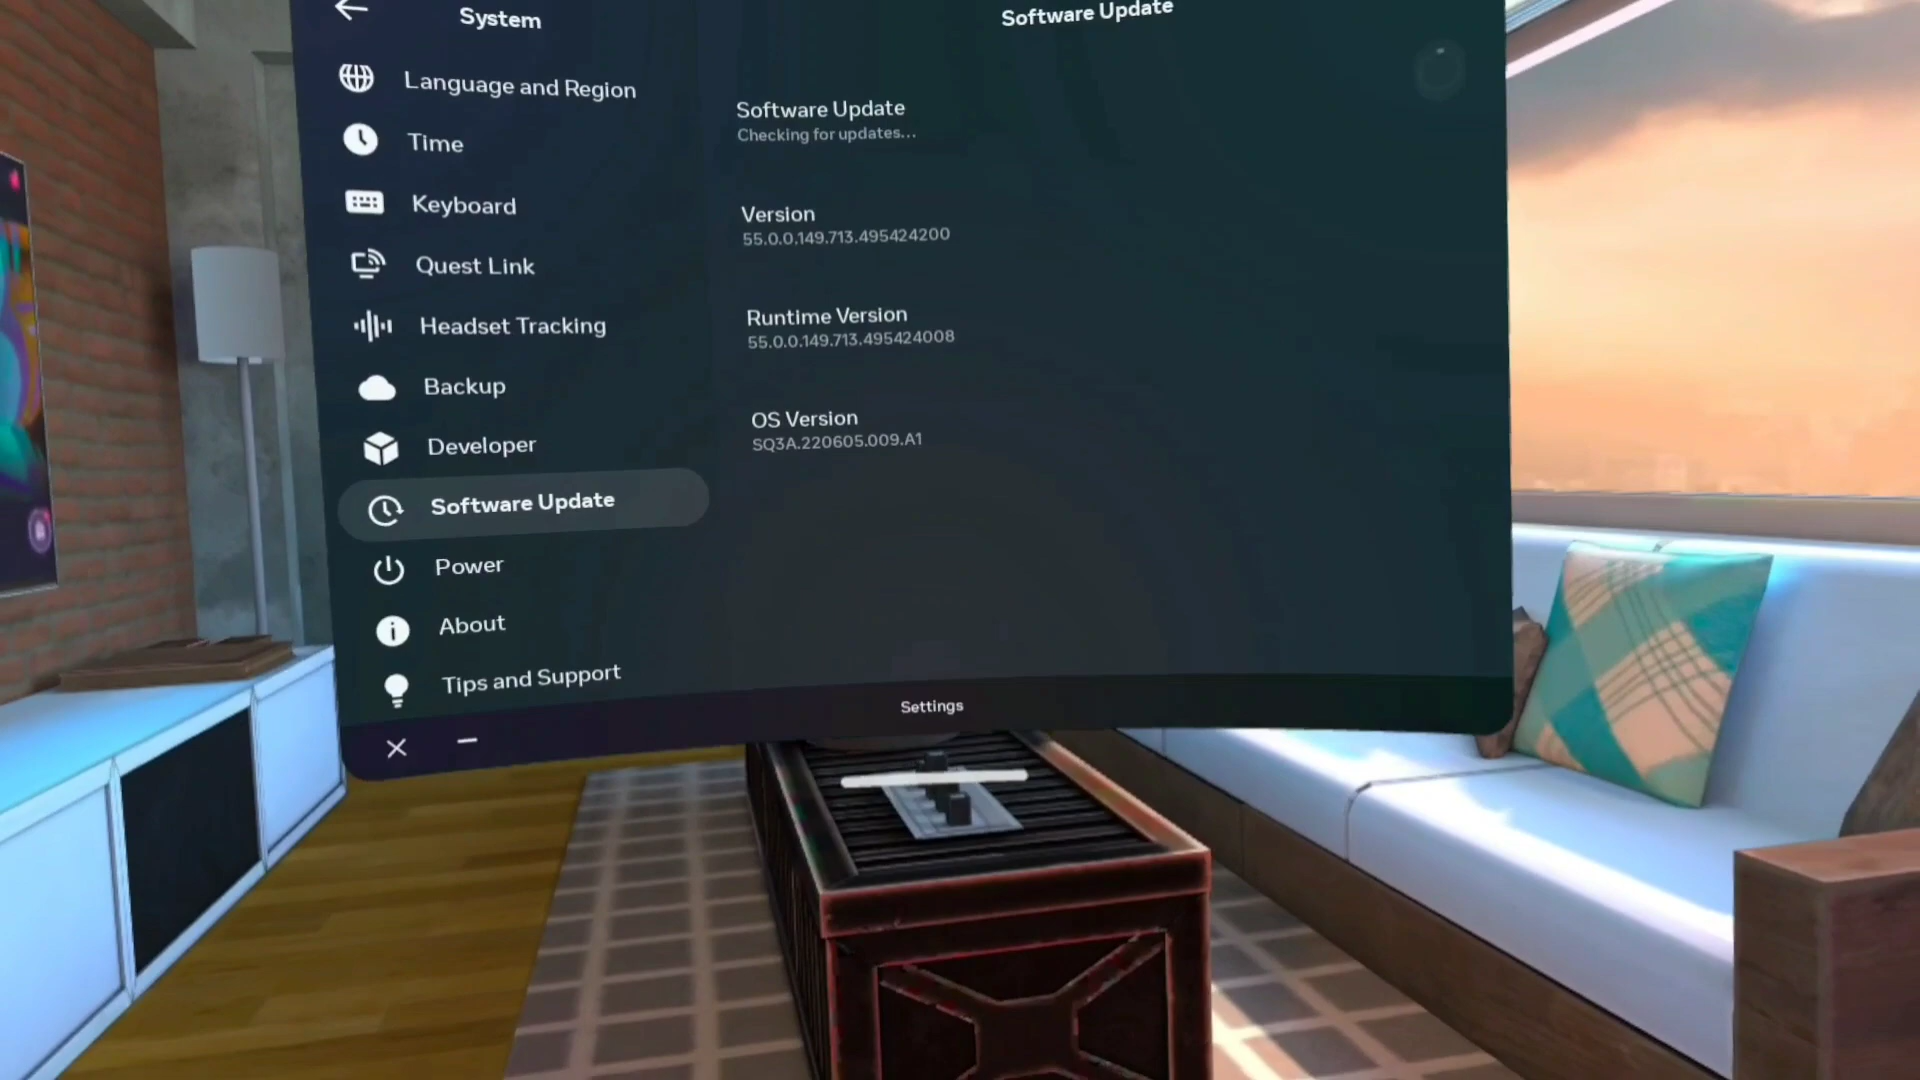 System
Software Update
Language and Region
Time
Keyboard
Quest Link
Headset Tracking
Backup
Developer
Software Update
Power
About
Tips and Support
Software Update
Checking for updates...
Version
55.0.0.149.713.495424200
Runtime Version
55.0.0.149.713.495424008
OS Version
SQ3A.220605.009.A1
Settings